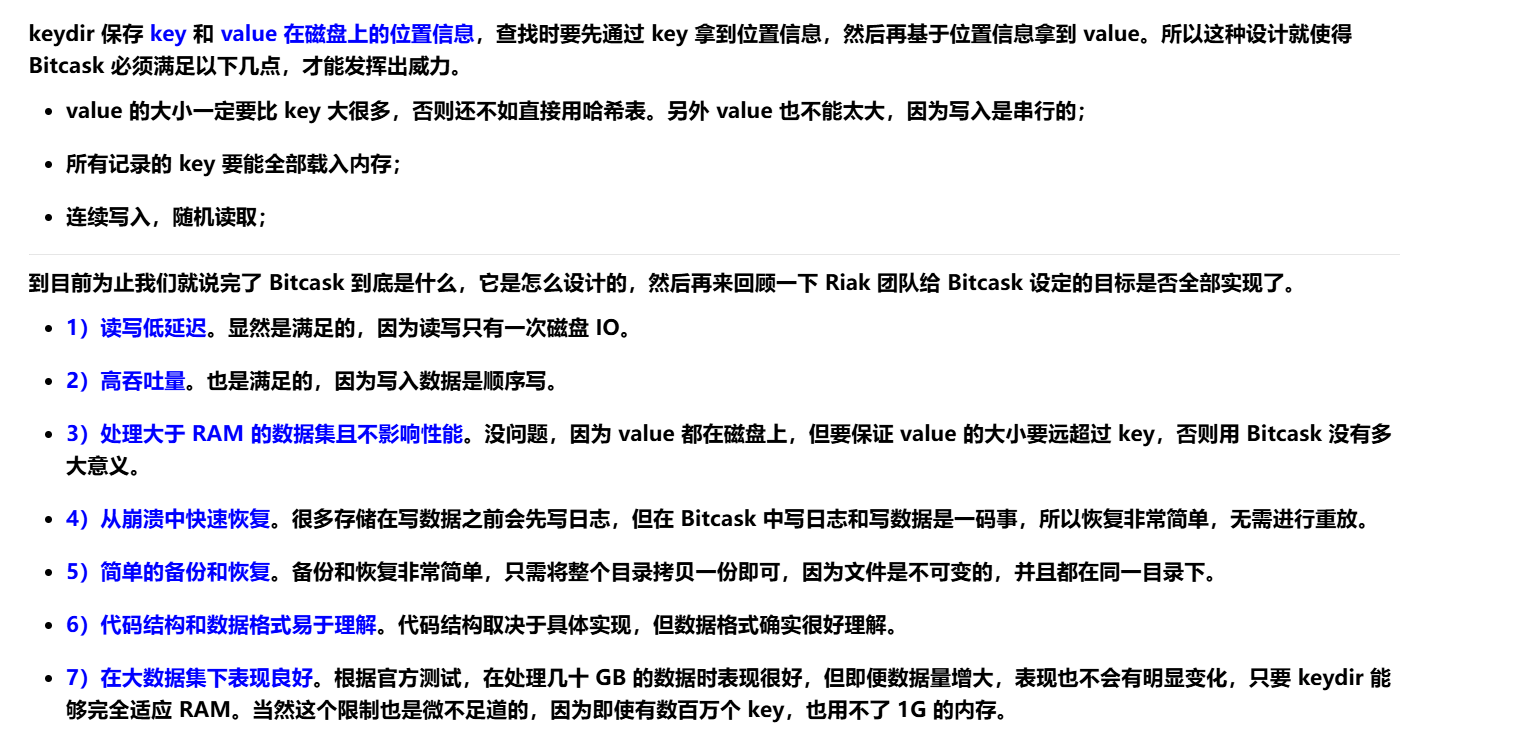 keydir 保存 key 和 value 在磁盘上的位置信息，查找时要先通过 key 拿到位置信息，然后再基于位置信息拿到 value。所以这种设计就使得
Bitcask 必须满足以下几点，才能发挥出威力。
• value 的大小一定要比 key 大很多，否则还不如直接用哈希表。另外 value 也不能太大，因为写入是串行的；
• 所有记录的 key 要能全部载入内存；
• 连续写入，随机读取；
到目前为止我们就说完了 Bitcask 到底是什么，它是怎么设计的，然后再来回顾一下 Riak 团队给 Bitcask 设定的目标是否全部实现了。
• 1）读写低延迟。显然是满足的，因为读写只有一次磁盘 IO。
• 2）高吞吐量。也是满足的，因为写入数据是顺序写。
• 3）处理大于 RAM 的数据集且不影响性能。没问题，因为 value 都在磁盘上，但要保证 value 的大小要远超过 key，否则用 Bitcask 没有多
大意义。
• 4）从崩溃中快速恢复。很多存储在写数据之前会先写日志，但在 Bitcask 中写日志和写数据是一码事，所以恢复非常简单，无需进行重放。
• 5）简单的备份和恢复。备份和恢复非常简单，只需将整个目录拷贝一份即可，因为文件是不可变的，并且都在同一目录下。
• 6）代码结构和数据格式易于理解。代码结构取决于具体实现，但数据格式确实很好理解。
• 7）在大数据集下表现良好。根据官方测试，在处理几十 GB 的数据时表现很好，但即便数据量增大，表现也不会有明显变化，只要 keydir 能
够完全适应 RAM。当然这个限制也是微不足道的，因为即使有数百万个 key，也用不了 1G 的内存。